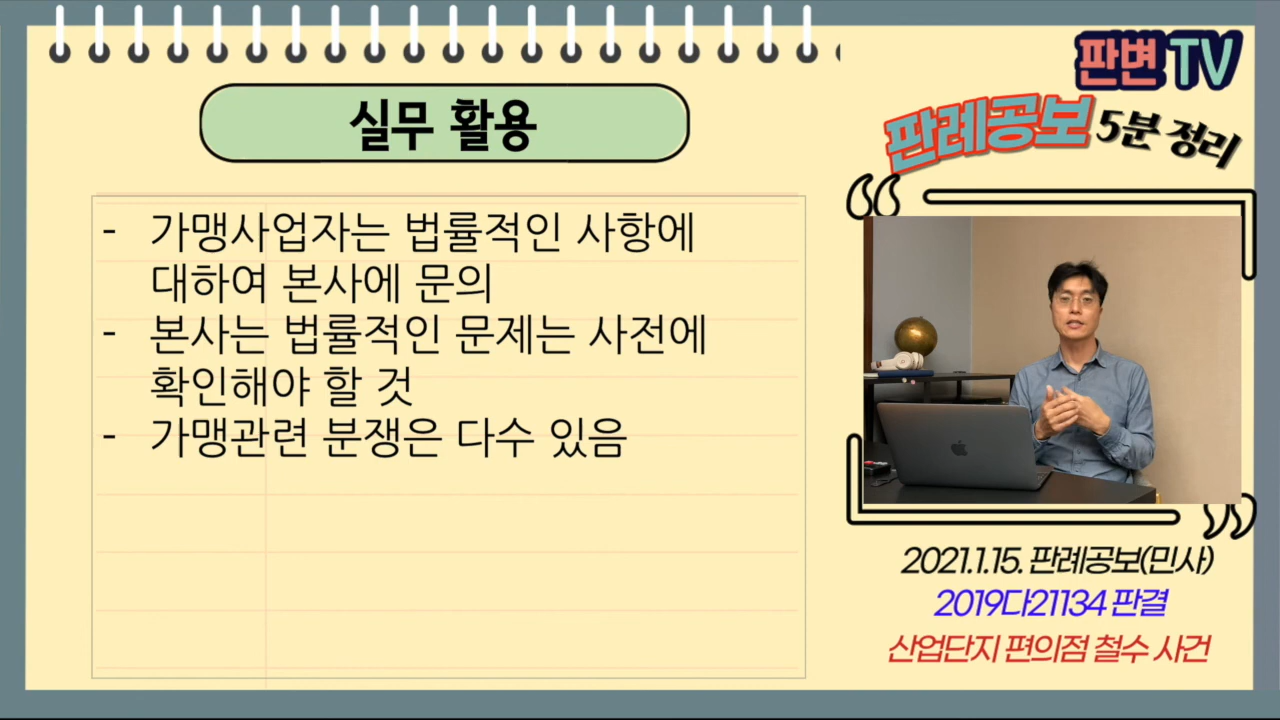 판변 TV
판례공보 5분 정리
실무 활용
- 가맹사업자는 법률적인 사항에
대하여 본사에 문의
- 본사는 법률적인 문제는 사전에
확인해야 할 것
- 가맹관련 분쟁은 다수 있음
2021.1.15. 판례공보(민사)
2019다21134 판결
산업단지 편의점 철수 사건